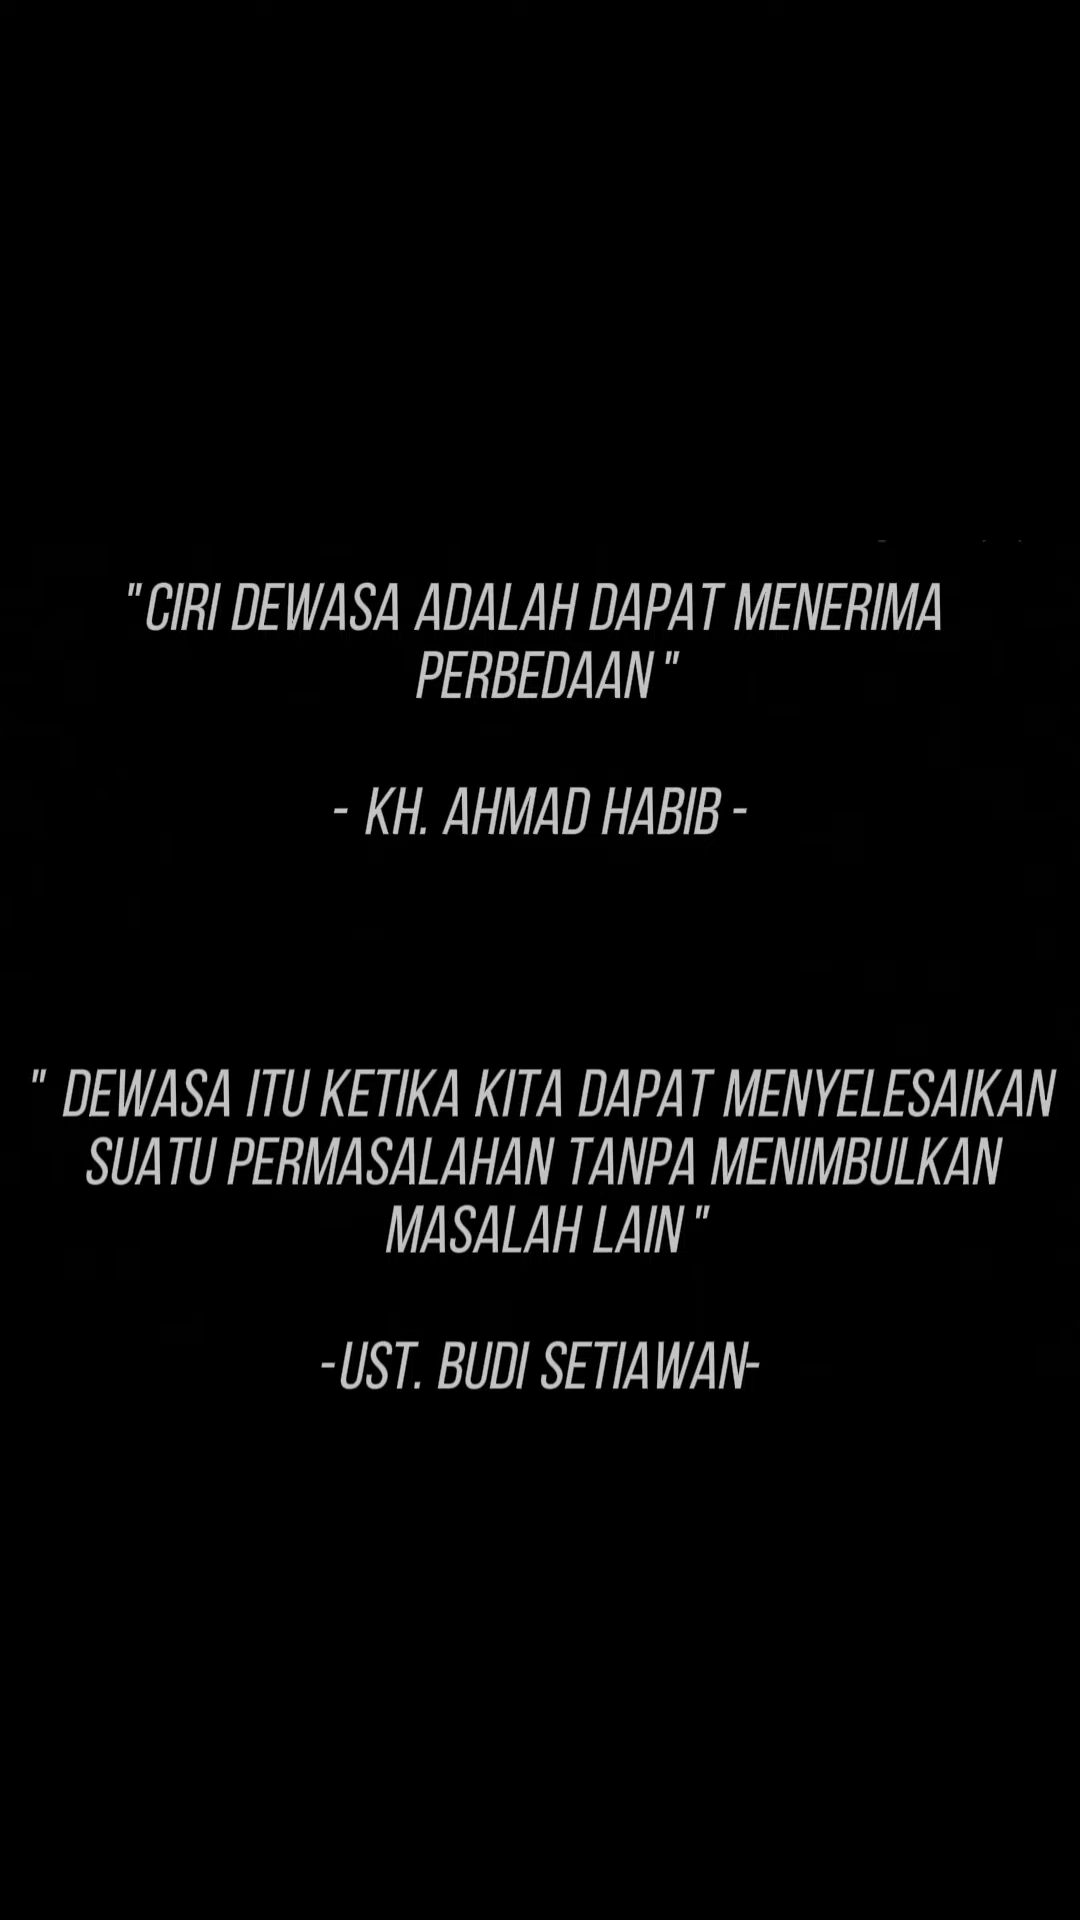 "CIRI DEWASA ADALAH DAPAT MENERIMA
PERBEDAAN"
- KH. AHMAD HABIB -
" DEWASA ITU KETIKA KITA DAPAT MENYELESAIKAN
SUATU PERMASALAHAN TANPA MENIMBULKAN
MASALAH LAIN"
-UST. BUDI SETIAWAN-